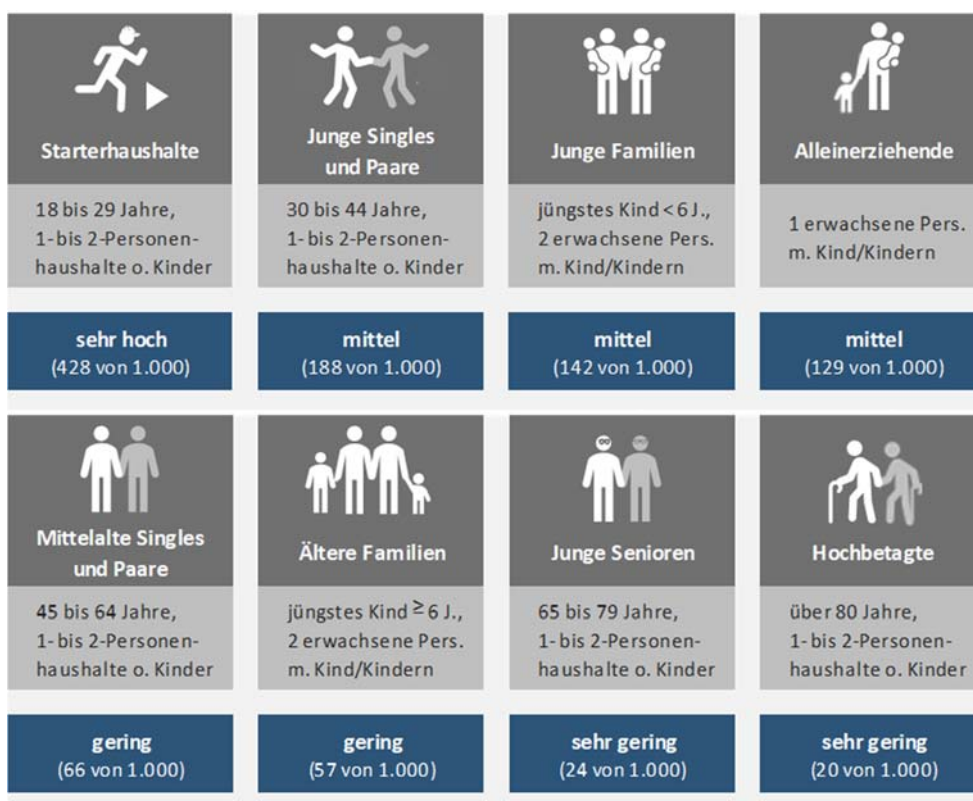 Starterhaushalte
18 bis 29 Jahre,
1- bis 2-Personen-
haushalte o. Kinder
sehr hoch
(428 von 1.000)
Junge Singles
und Paare
30 bis 44 Jahre,
1- bis 2-Personen-
haushalte o. Kinder
mittel
(188 von 1.000)
Junge Familien
jüngstes Kind < 6 J.,
2 erwachsene Pers.
m. Kind/Kindern
mittel
(142 von 1.000)
Alleinerziehende
1 erwachsene Pers.
m. Kind/Kindern
mittel
(129 von 1.000)
Mittelalte Singles
und Paare
45 bis 64 Jahre,
1- bis 2-Personen-
haushalte o. Kinder
gering
(66 von 1.000)
Ältere Familien
jüngstes Kind ≥ 6 J.,
2 erwachsene Pers.
m. Kind/Kindern
gering
(57 von 1.000)
Junge Senioren
65 bis 79 Jahre,
1- bis 2-Personen-
haushalte o. Kinder
sehr gering
(24 von 1.000)
Hochbetagte
über 80 Jahre,
1- bis 2-Personen-
haushalte o. Kinder
sehr gering
(20 von 1.000)